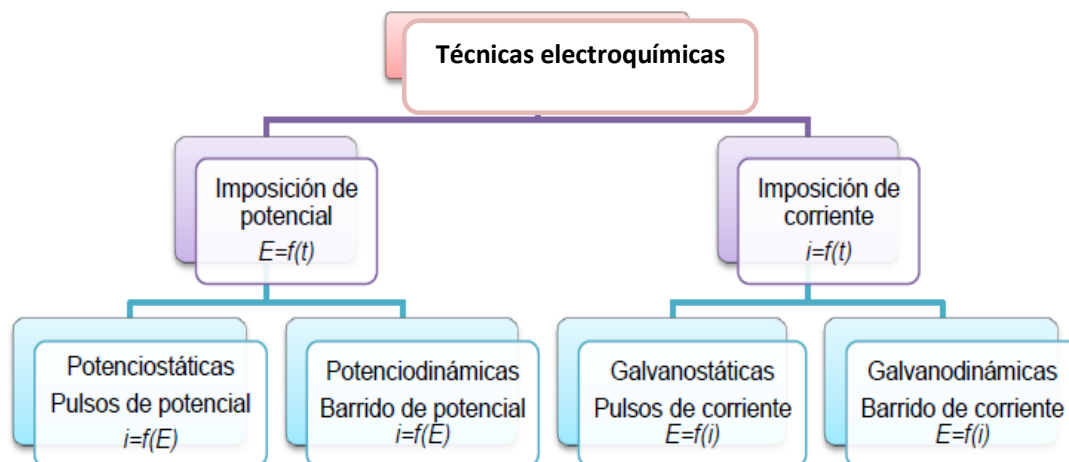 Técnicas electroquímicas
Imposición de
potencial
E=f(t)
Imposición de
corriente
i=f(t)
Potenciostáticas
Pulsos de potencial
i=f(E)
Potenciodinámicas
Barrido de potencial
i=f(E)
Galvanostáticas
Pulsos de corriente
E=f(i)
Galvanodinámicas
Barrido de corriente
E=f(i)